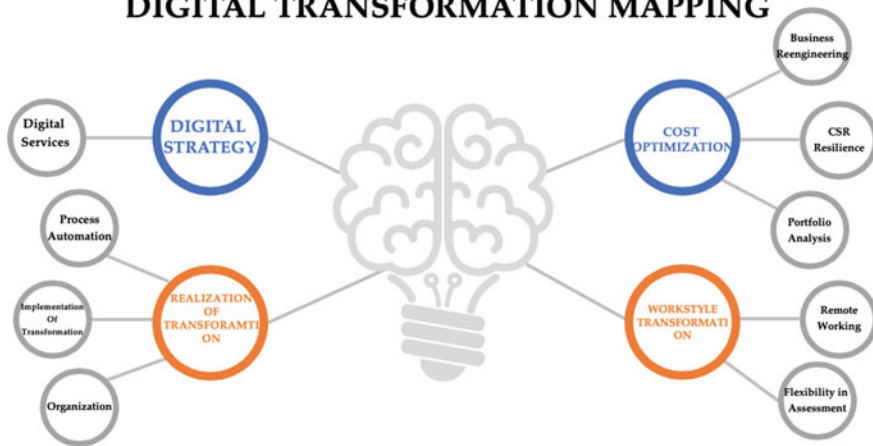 DIGITAL TRANSFORMATION MAPPING
Digital
Services
DIGITAL
STRATEGY
Process
Automation
Implementation
Of
Transformation
Organization
REALIZATION
OF
TRANSFORAMTI
ON
Business
Reengineering
COST
OPTIMIZATION
CSR
Resilience
Portfolio
Analysis
WORKSTYLE
TRANSFORMATI
ON
Remote
Working
Flexibility in
Assessment